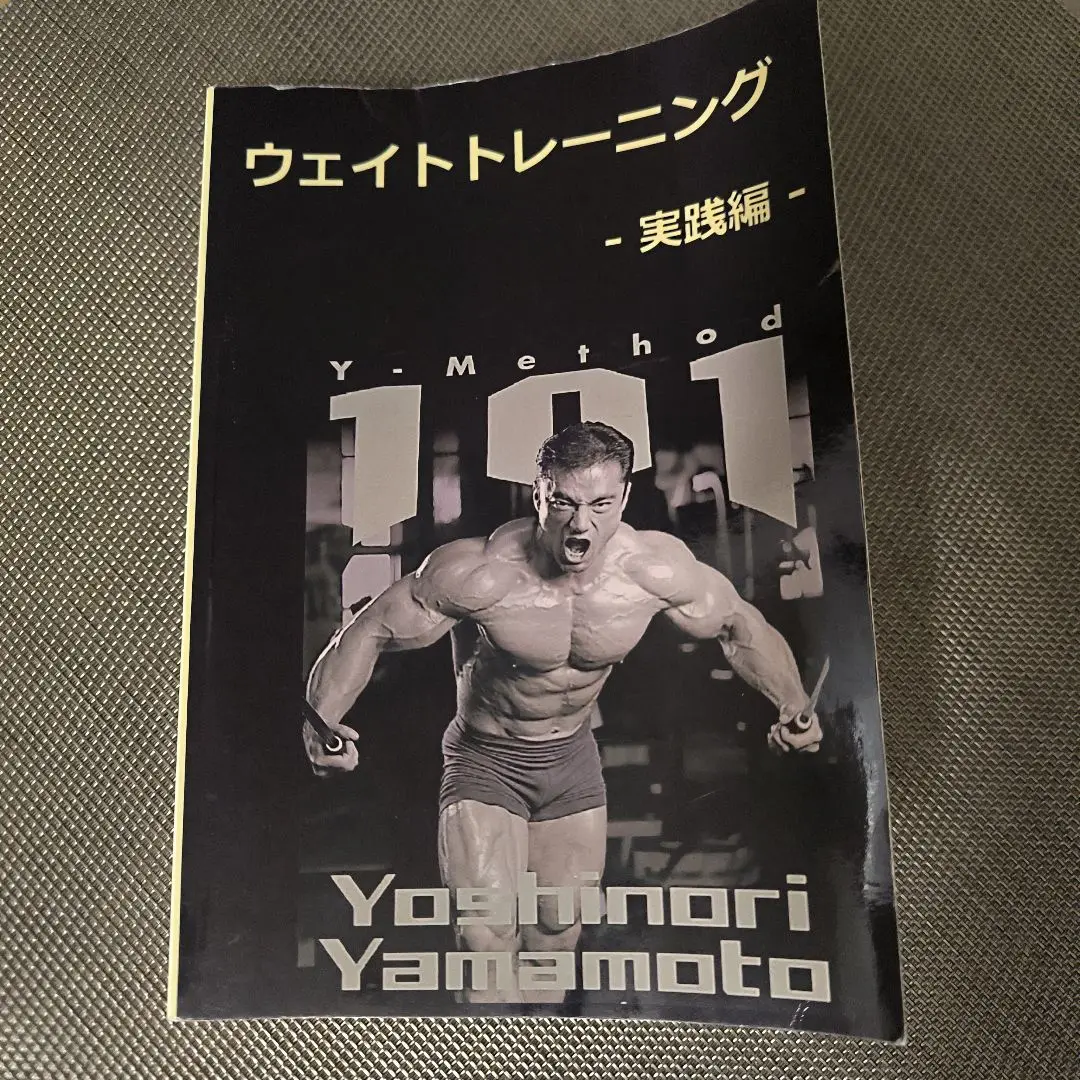 ウェイトトレーニング
- 実践編 -
Y-Method
101
Yoshinori
Yamamoto